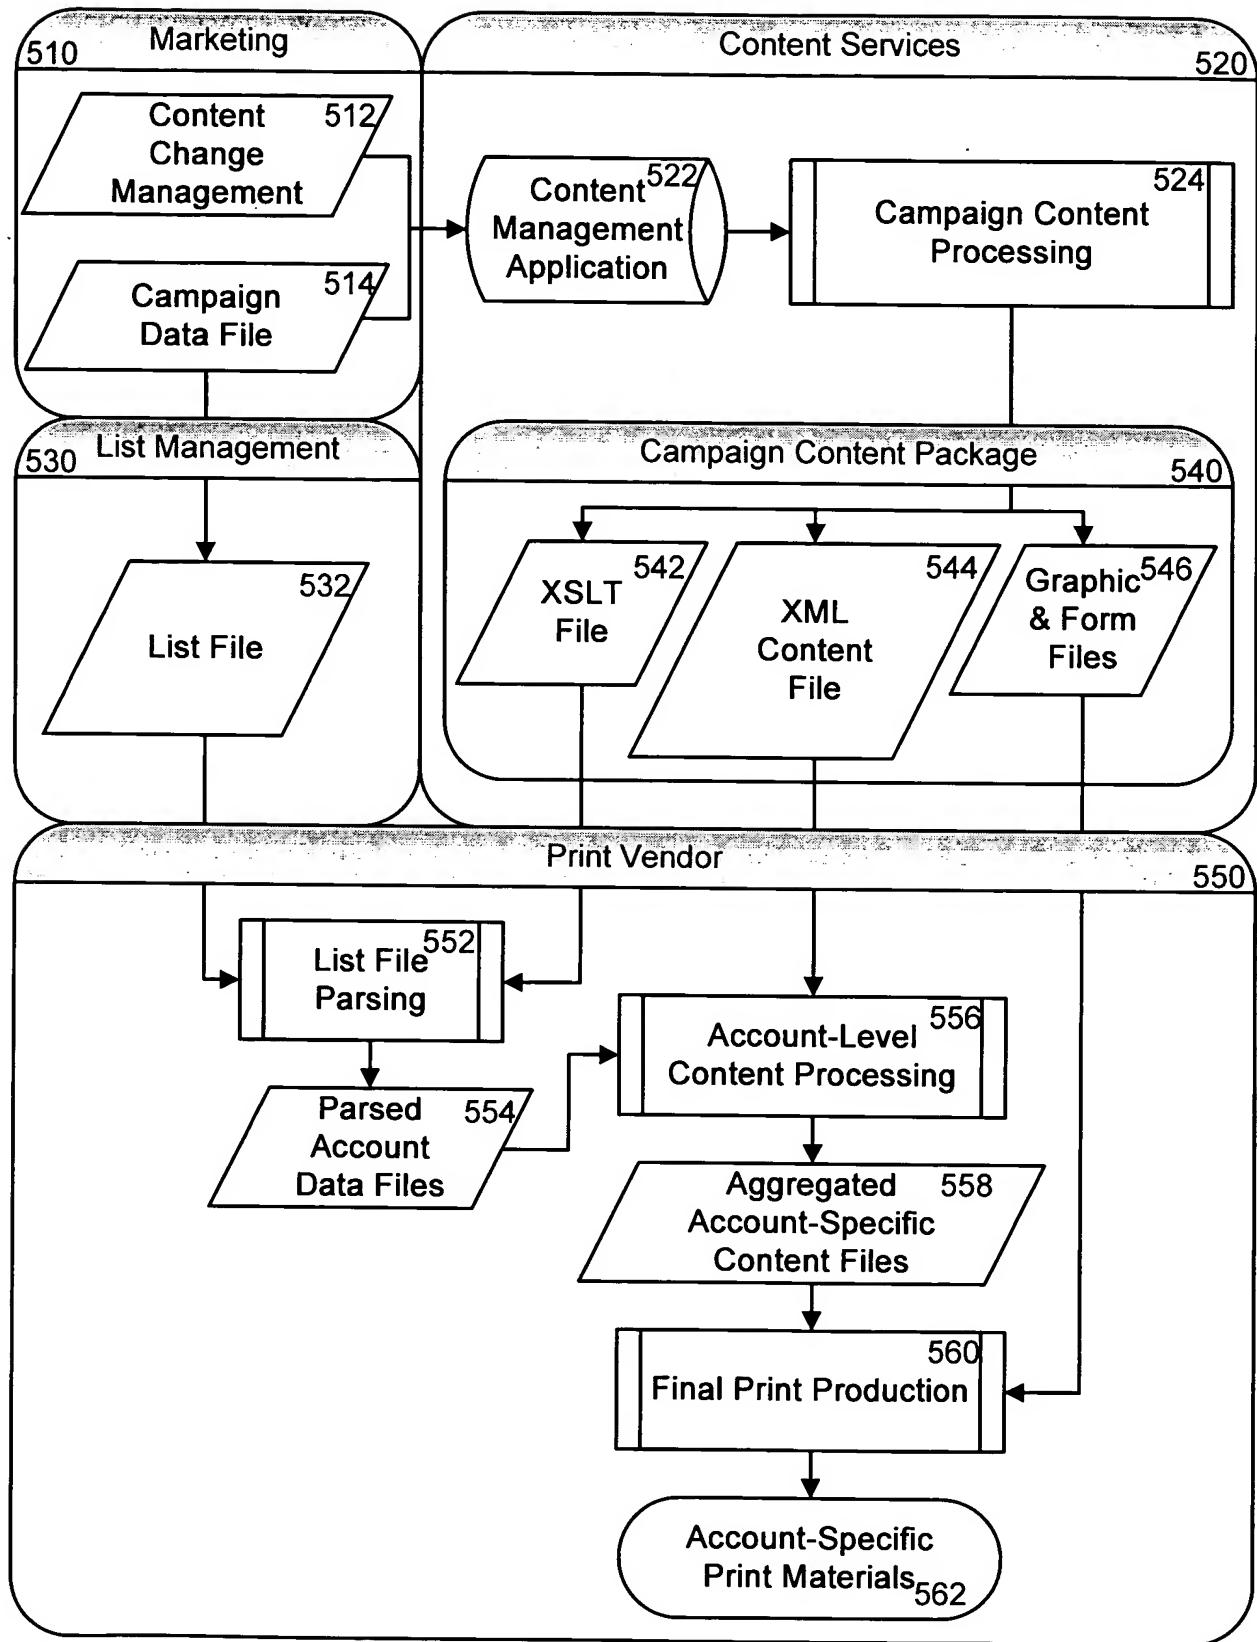 Marketing
510
Content 512
Change
Management
Campaign 514
Data File
Content Services
520
Content 522
Management
Application
524
Campaign Content
Processing
List Management
530
532
List File
Campaign Content Package
540
542
XSLT
File
544
XML
Content
File
Graphic 546
& Form
Files
Print Vendor
550
552
List File
Parsing
Parsed 554
Account
Data Files
556
Account-Level
Content Processing
Aggregated 558
Account-Specific
Content Files
560
Final Print Production
Account-Specific
Print Materials 562